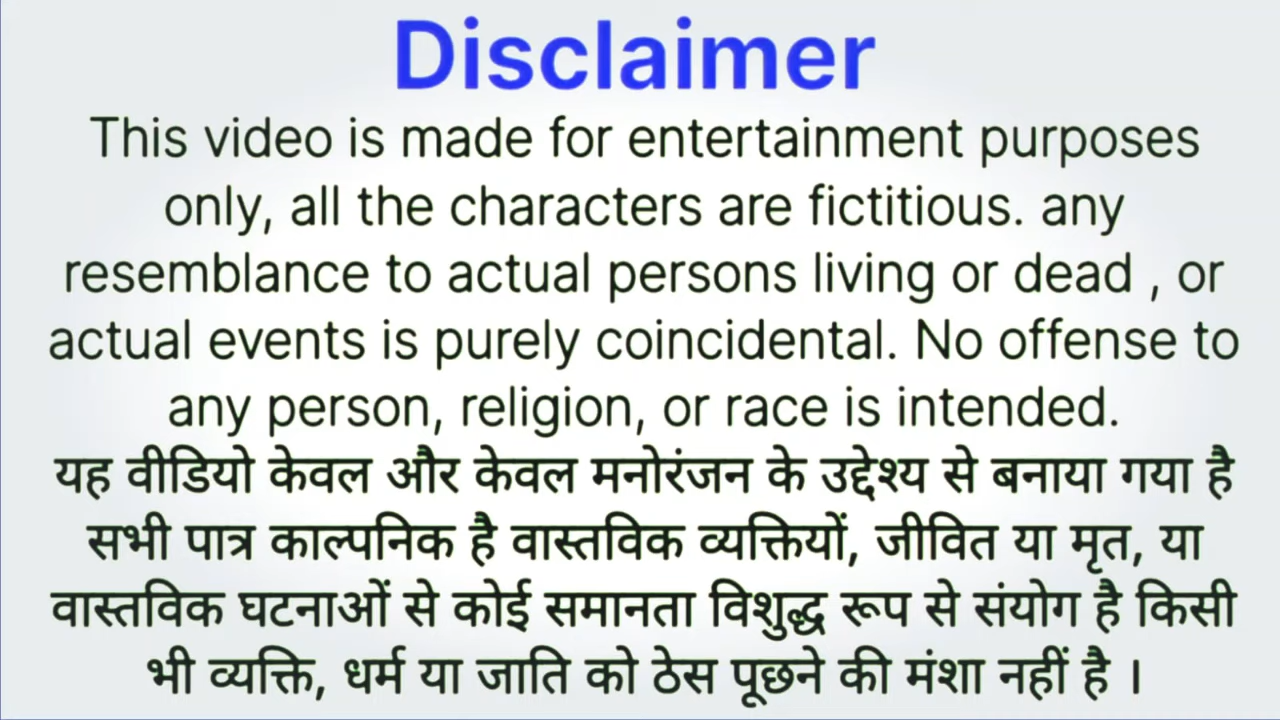 Disclaimer
This video is made for entertainment purposes
only, all the characters are fictitious. any
resemblance to actual persons living or dead , or
actual events is purely coincidental. No offense to
any person, religion, or race is intended.
यह वीडियो केवल और केवल मनोरंजन के उद्देश्य से बनाया गया है
सभी पात्र काल्पनिक है वास्तविक व्यक्तियों, जीवित या मृत, या
वास्तविक घटनाओं से कोई समानता विशुद्ध रूप से संयोग है किसी
भी व्यक्ति, धर्म या जाति को ठेस पूछने की मंशा नहीं है ।